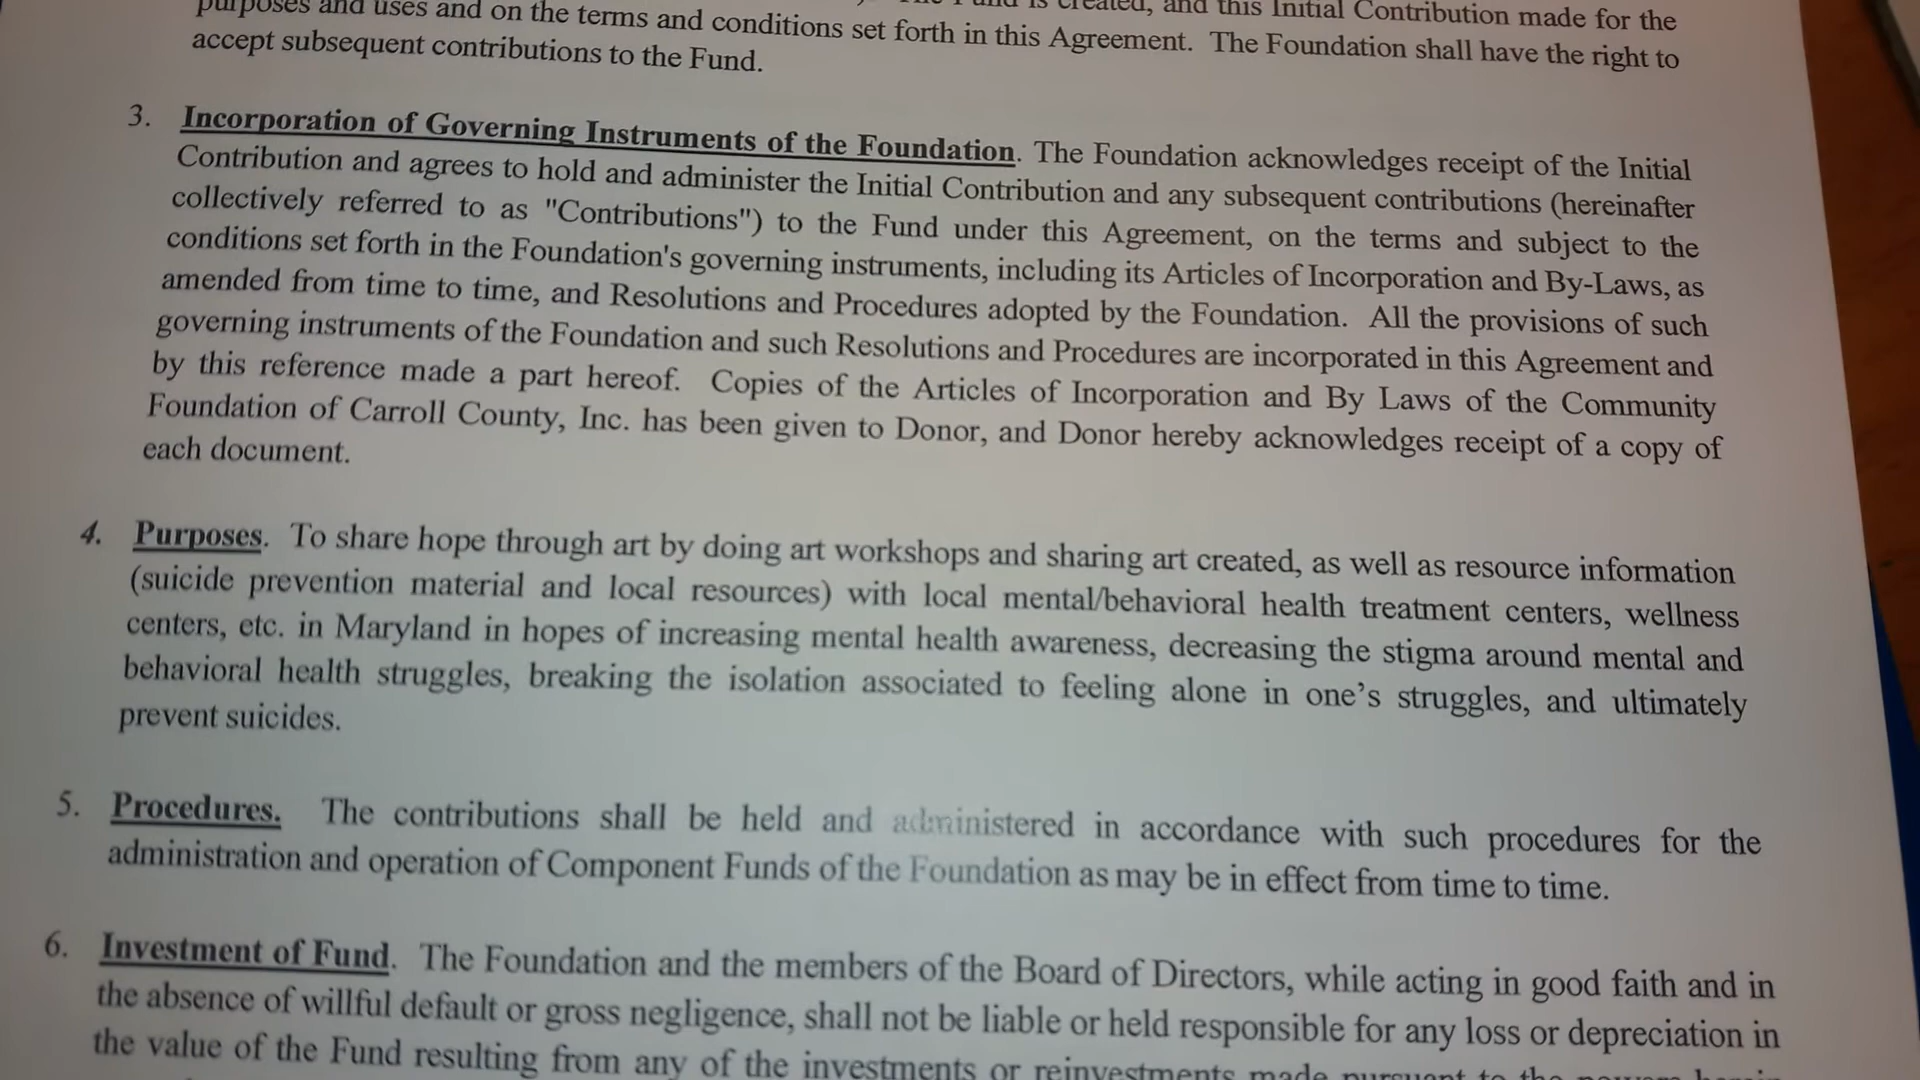 purposes and uses and on the terms and conditions set forth in this Agreement. The Foundation shall have the right to
is created, and this Initial Contribution made for the
accept subsequent contributions to the Fund.
3. Incorporation of Governing Instruments of the Foundation. The Foundation acknowledges receipt of the Initial
Contribution and agrees to hold and administer the Initial Contribution and any subsequent contributions (hereinafter
collectively referred to as "Contributions") to the Fund under this Agreement, on the terms and subject to the
conditions set forth in the Foundation's governing instruments, including its Articles of Incorporation and By-Laws, as
amended from time to time, and Resolutions and Procedures adopted by the Foundation. All the provisions of such
governing instruments of the Foundation and such Resolutions and Procedures are incorporated in this Agreement and
by this reference made a part hereof. Copies of the Articles of Incorporation and By Laws of the Community
Foundation of Carroll County, Inc. has been given to Donor, and Donor hereby acknowledges receipt of a copy of
each document.
4. Purposes. To share hope through art by doing art workshops and sharing art created, as well as resource information
(suicide prevention material and local resources) with local mental/behavioral health treatment centers, wellness
centers, etc. in Maryland in hopes of increasing mental health awareness, decreasing the stigma around mental and
behavioral health struggles, breaking the isolation associated to feeling alone in one’s struggles, and ultimately
prevent suicides.
5. Procedures. The contributions shall be held and administered in accordance with such procedures for the
administration and operation of Component Funds of the Foundation as may be in effect from time to time.
6. Investment of Fund. The Foundation and the members of the Board of Directors, while acting in good faith and in
the absence of willful default or gross negligence, shall not be liable or held responsible for any loss or depreciation in
the value of the Fund resulting from any of the investments or reinvestments made pursuant to the powers